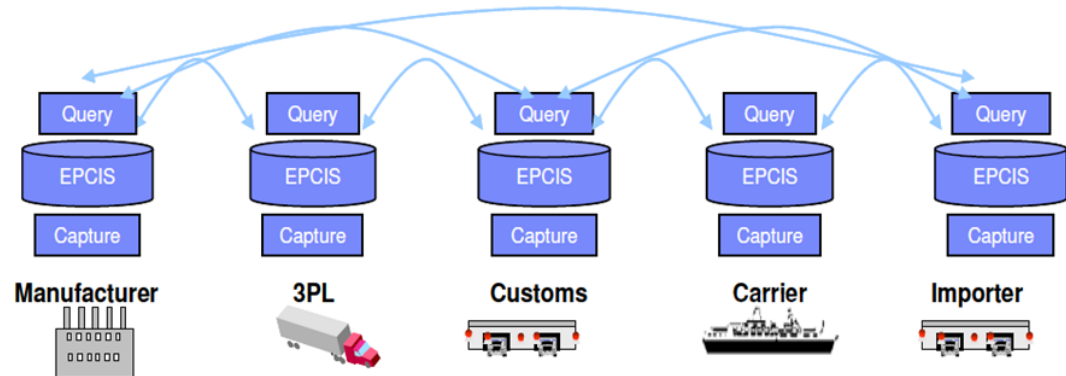 Query Query Query Query Query
EPCIS EPCIS EPCIS EPCIS EPCIS
Capture Capture Capture Capture Capture
Manufacturer 3PL Customs Carrier Importer